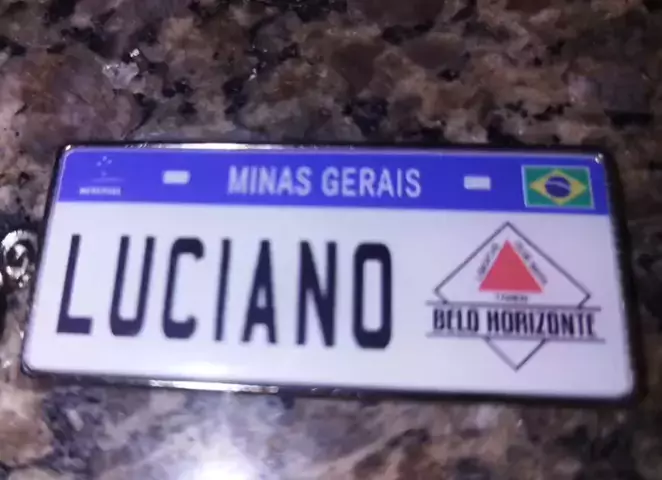 MINAS GERAIS
LUCIANO
BELO HORIZONTE